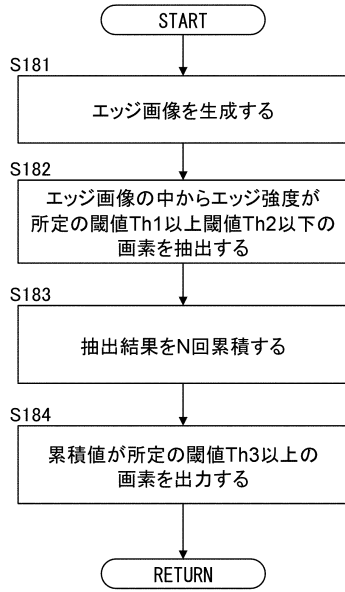 START
S181
エッジ画像を生成する
S182
エッジ画像の中からエッジ強度が
所定の閾値Th1以上閾値Th2以下の
画素を抽出する
S183
抽出結果をN回累積する
S184
累積値が所定の閾値Th3以上の
画素を出力する
RETURN